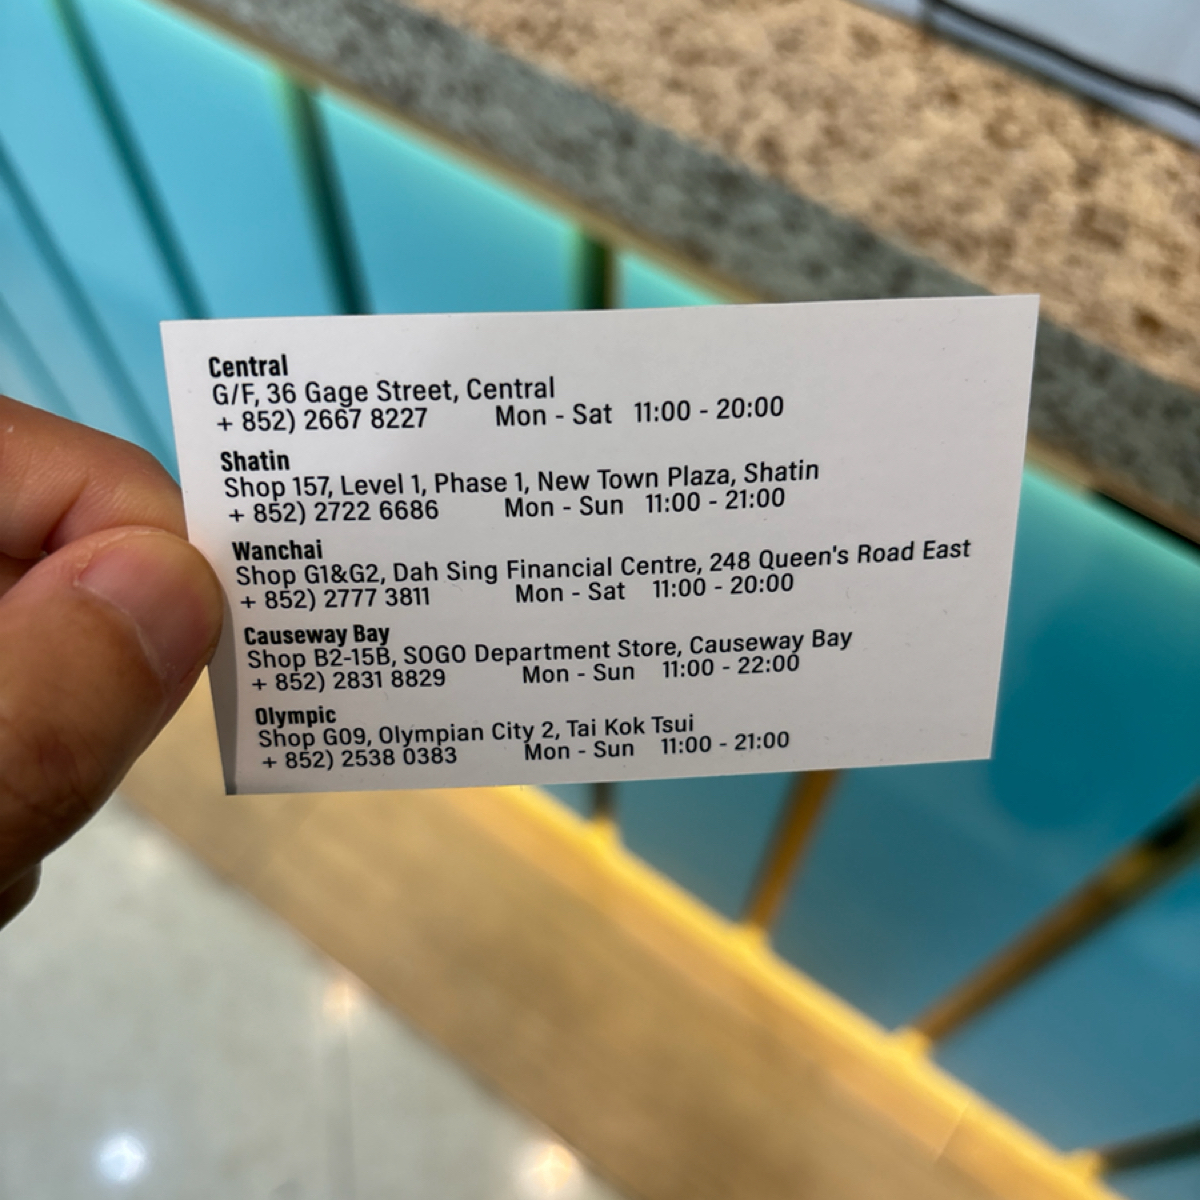 Central
G/F, 36 Gage Street, Central
+ 852) 2667 8227 Mon - Sat 11:00 - 20:00
Shatin
Shop 157, Level 1, Phase 1, New Town Plaza, Shatin
+ 852) 2722 6686 Mon - Sun 11:00 - 21:00
Wanchai
Shop G1&G2, Dah Sing Financial Centre, 248 Queen's Road East
+ 852) 2777 3811 Mon - Sat 11:00 - 20:00
Causeway Bay
Shop B2-15B, SOGO Department Store, Causeway Bay
+ 852) 2831 8829 Mon - Sun 11:00 - 22:00
Olympic
Shop G09, Olympian City 2, Tai Kok Tsui
+ 852) 2538 0383 Mon - Sun 11:00 - 21:00